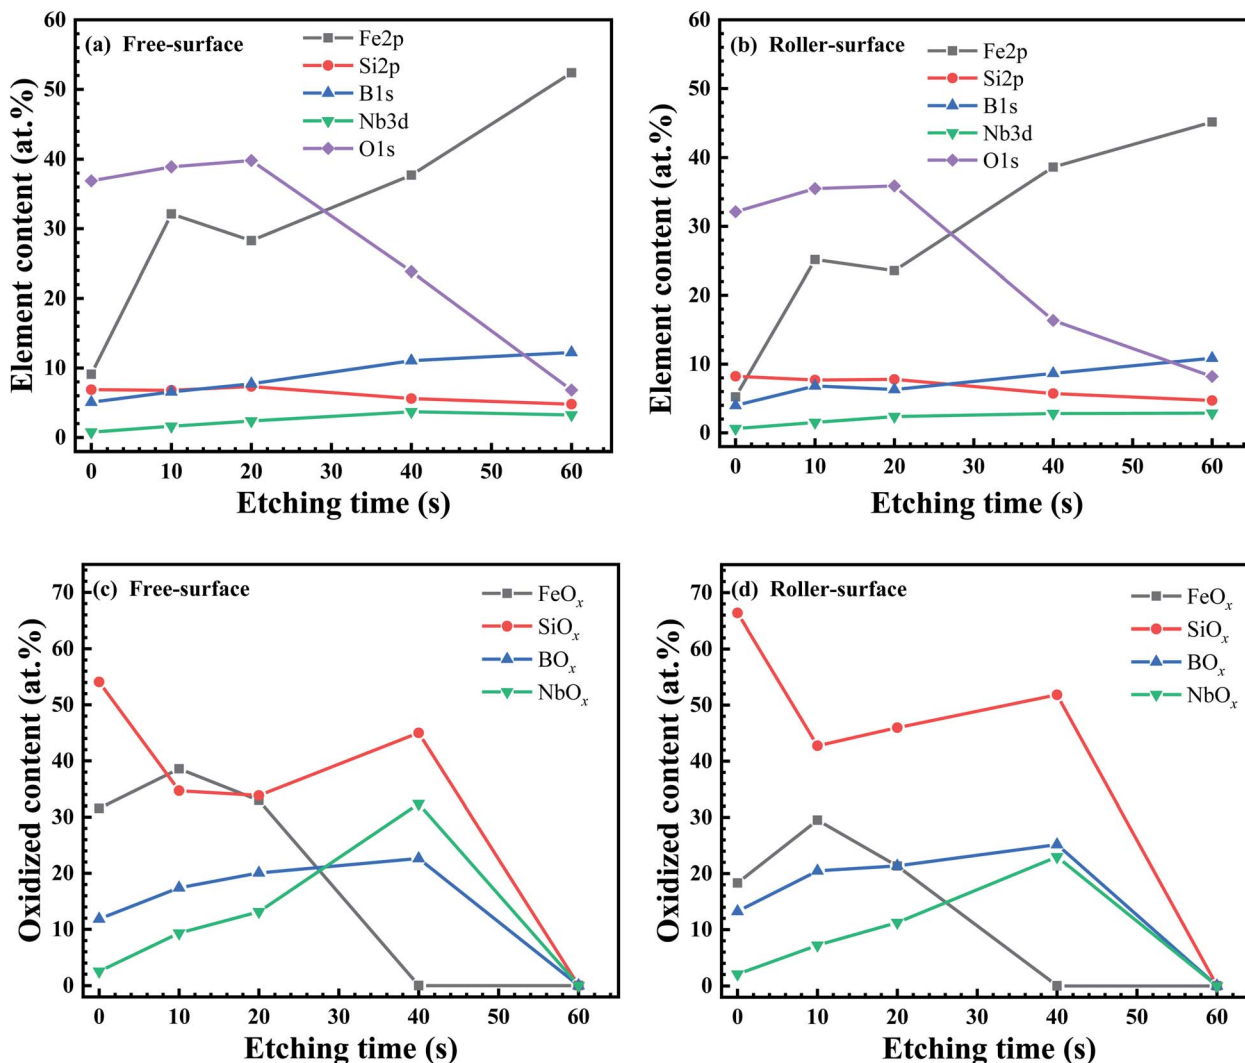 (a) Free-surface
Fe2p
Si2p
B1s
Nb3d
O1s
Element content (at.%)
60
50
40
30
20
10
0
0 10 20 30 40 50 60
Etching time (s)
(b) Roller-surface
Fe2p
Si2p
B1s
Nb3d
O1s
Element content (at.%)
60
50
40
30
20
10
0
0 10 20 30 40 50 60
Etching time (s)
(c) Free-surface
FeOx
SiOx
BOx
NbOx
Oxidized content (at.%)
70
60
50
40
30
20
10
0
0 10 20 30 40 50 60
Etching time (s)
(d) Roller-surface
FeOx
SiOx
BOx
NbOx
Oxidized content (at.%)
70
60
50
40
30
20
10
0
0 10 20 30 40 50 60
Etching time (s)